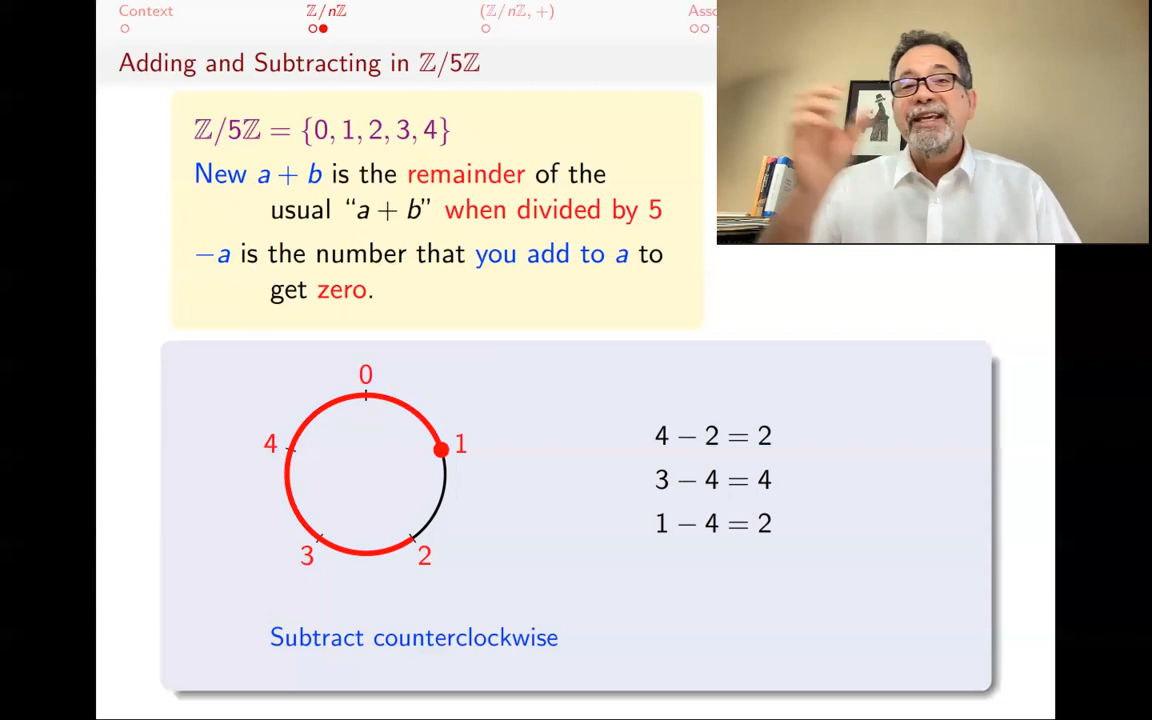 Context
ℤ/nℤ
(ℤ/nℤ, +)
Adding and Subtracting in ℤ/5ℤ
ℤ/5ℤ = {0, 1, 2, 3, 4}
New a + b is the remainder of the
usual “a + b” when divided by 5
−a is the number that you add to a to
get zero.
0
4
1
3
2
4 − 2 = 2
3 − 4 = 4
1 − 4 = 2
Subtract counterclockwise